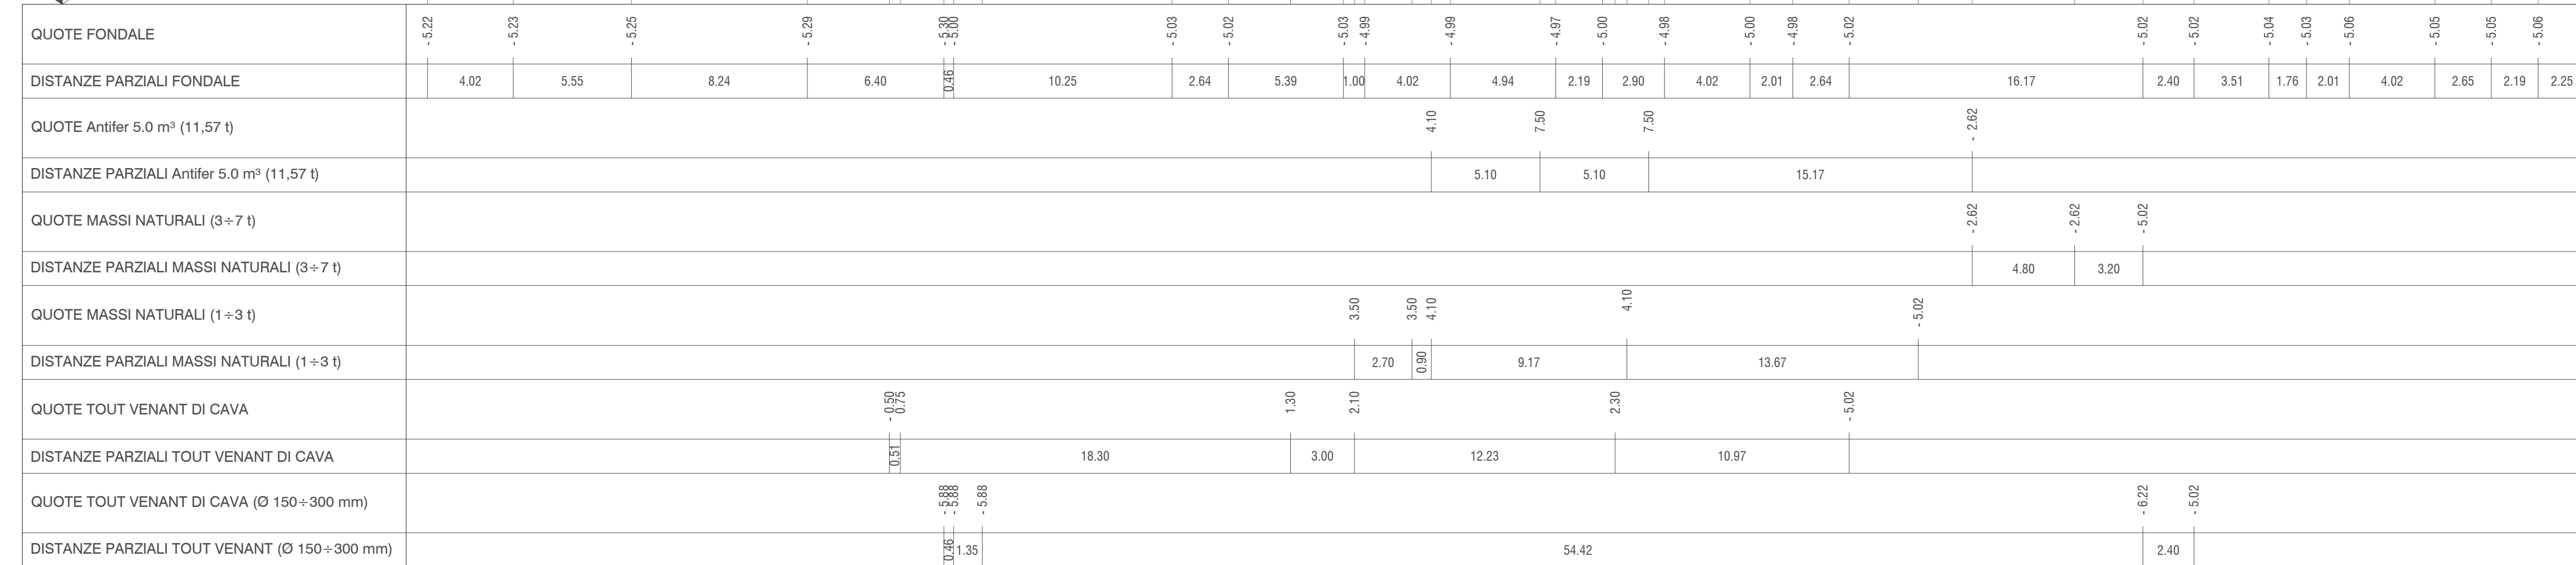 QUOTE FONDALE - 5.22 - 5.23 - 5.25 - 5.29 - 5.30 - 5.00 - 5.03 - 5.02 - 5.03 - 4.99 - 4.99 - 4.97 - 5.00 - 4.98 - 5.00 - 4.98 - 5.02 - 5.02 - 5.02 - 5.04 - 5.03 - 5.06 - 5.05 - 5.05 - 5.06
DISTANZE PARZIALI FONDALE 4.02 5.55 8.24 6.40 0.46 10.25 2.64 5.39 1.00 4.02 4.94 2.19 2.90 4.02 2.01 2.64 16.17 2.40 3.51 1.76 2.01 4.02 2.65 2.19 2.25
QUOTE Antifer 5.0 m³ (11,57 t) 4.10 7.50 7.50 - 2.62
DISTANZE PARZIALI Antifer 5.0 m³ (11,57 t) 5.10 5.10 15.17
QUOTE MASSI NATURALI (3÷7 t) - 2.62 - 2.62 - 5.02
DISTANZE PARZIALI MASSI NATURALI (3÷7 t) 4.80 3.20
QUOTE MASSI NATURALI (1÷3 t) 3.50 3.50 4.10 4.10 - 5.02
DISTANZE PARZIALI MASSI NATURALI (1÷3 t) 2.70 0.90 9.17 13.67
QUOTE TOUT VENANT DI CAVA - 0.50 0.75 1.30 2.10 2.30 - 5.02
DISTANZE PARZIALI TOUT VENANT DI CAVA 0.51 18.30 3.00 12.23 10.97
QUOTE TOUT VENANT DI CAVA (Ø 150÷300 mm) - 5.88 - 5.88 - 5.88 - 6.22 - 5.02
DISTANZE PARZIALI TOUT VENANT (Ø 150÷300 mm) 0.46 1.35 54.42 2.40